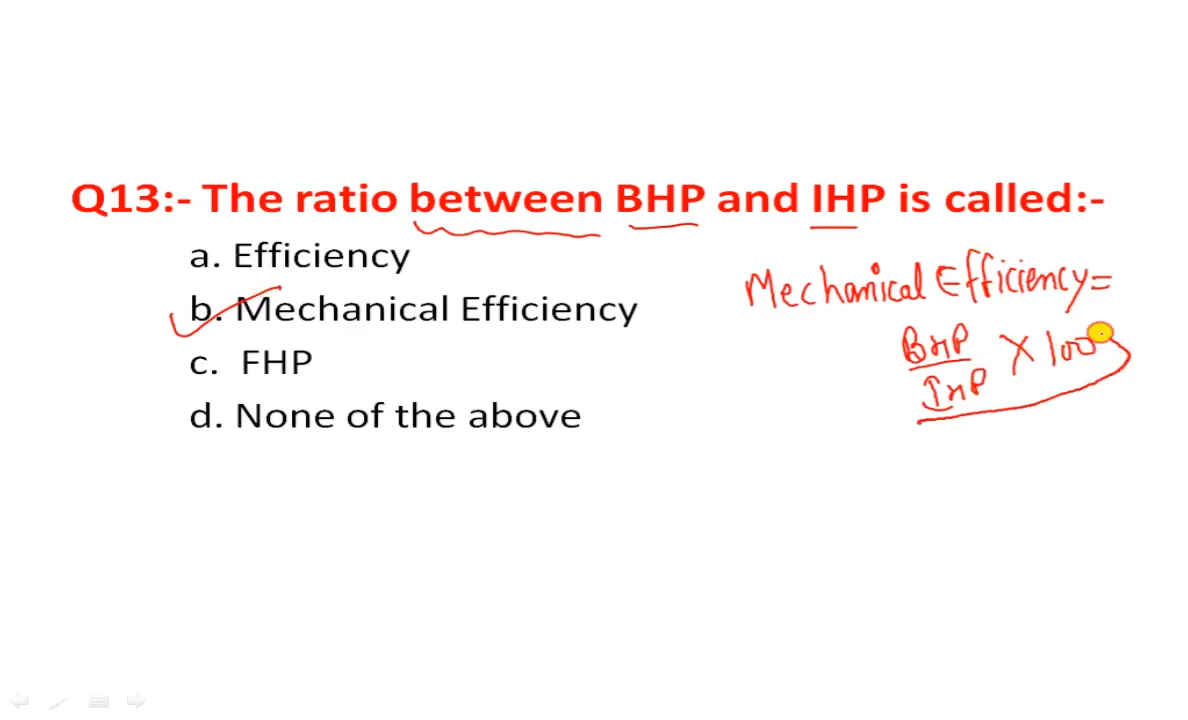 Q13:- The ratio between BHP and IHP is called:-
a. Efficiency
b. Mechanical Efficiency
c. FHP
d. None of the above
Mechanical Efficiency=
BHP
IHP
X 100